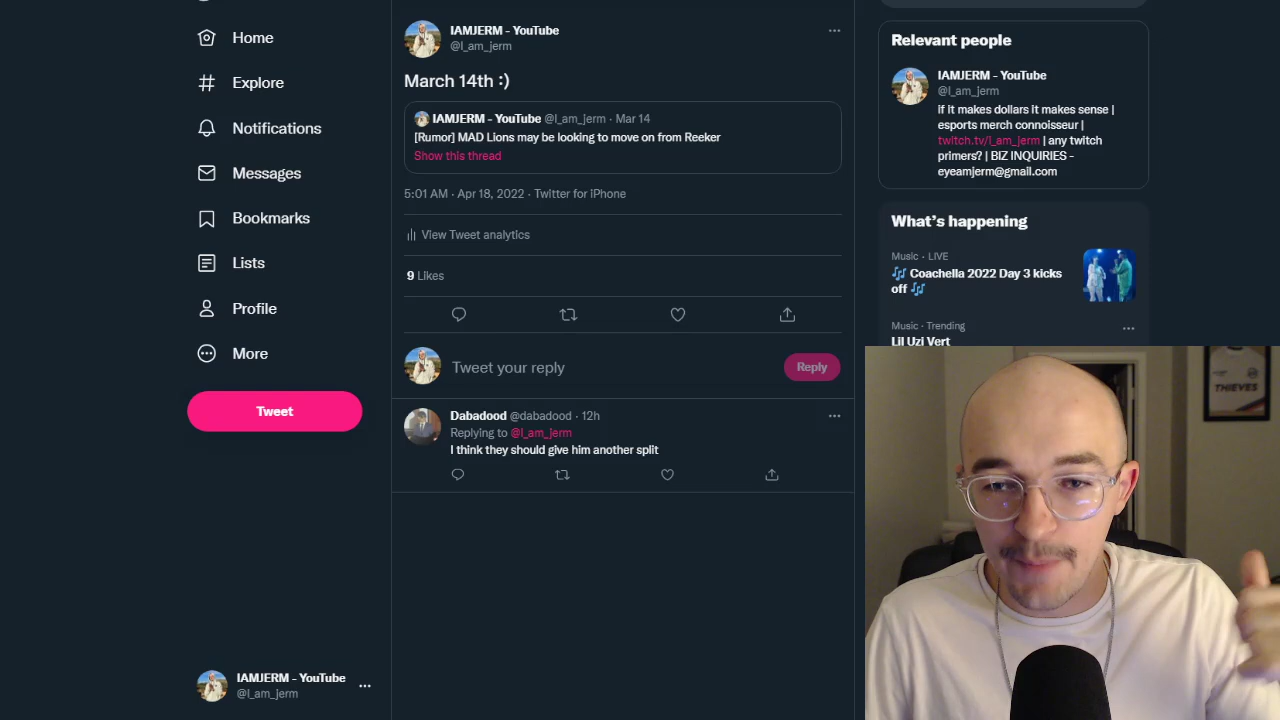 Home
Explore
Notifications
Messages
Bookmarks
Lists
Profile
More
Tweet
IAMJERM - YouTube
@I_am_jerm
IAMJERM - YouTube
@I_am_jerm
March 14th :)
IAMJERM - YouTube @I_am_jerm · Mar 14
[Rumor] MAD Lions may be looking to move on from Reeker
Show this thread
5:01 AM · Apr 18, 2022 · Twitter for iPhone
View Tweet analytics
9 Likes
Tweet your reply
Reply
Dabadood @dabadood · 12h
Replying to @I_am_jerm
I think they should give him another split
Relevant people
IAMJERM - YouTube
@I_am_jerm
If it makes dollars it makes sense |
esports merch connoisseur |
twitch.tv/I_am_jerm | any twitch
primers? | BIZ INQUIRIES -
eyeamjerm@gmail.com
What's happening
Music · LIVE
🎶 Coachella 2022 Day 3 kicks
off 🎶
Music · Trending
Lil Uzi Vert
THIEVES